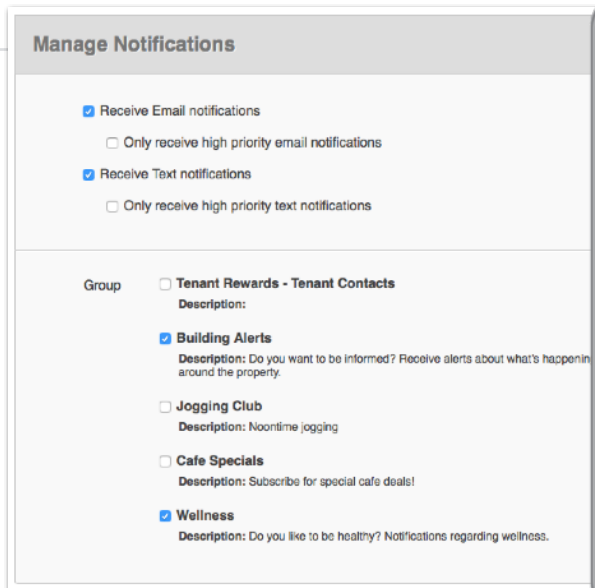 Manage Notifications
Receive Email notifications
Only receive high priority email notifications
Receive Text notifications
Only receive high priority text notifications
Group
Tenant Rewards - Tenant Contacts
Description:
Building Alerts
Description: Do you want to be informed? Receive alerts about what's happenin
around the property.
Jogging Club
Description: Noontime jogging
Cafe Specials
Description: Subscribe for special cafe deals!
Wellness
Description: Do you like to be healthy? Notifications regarding wellness.